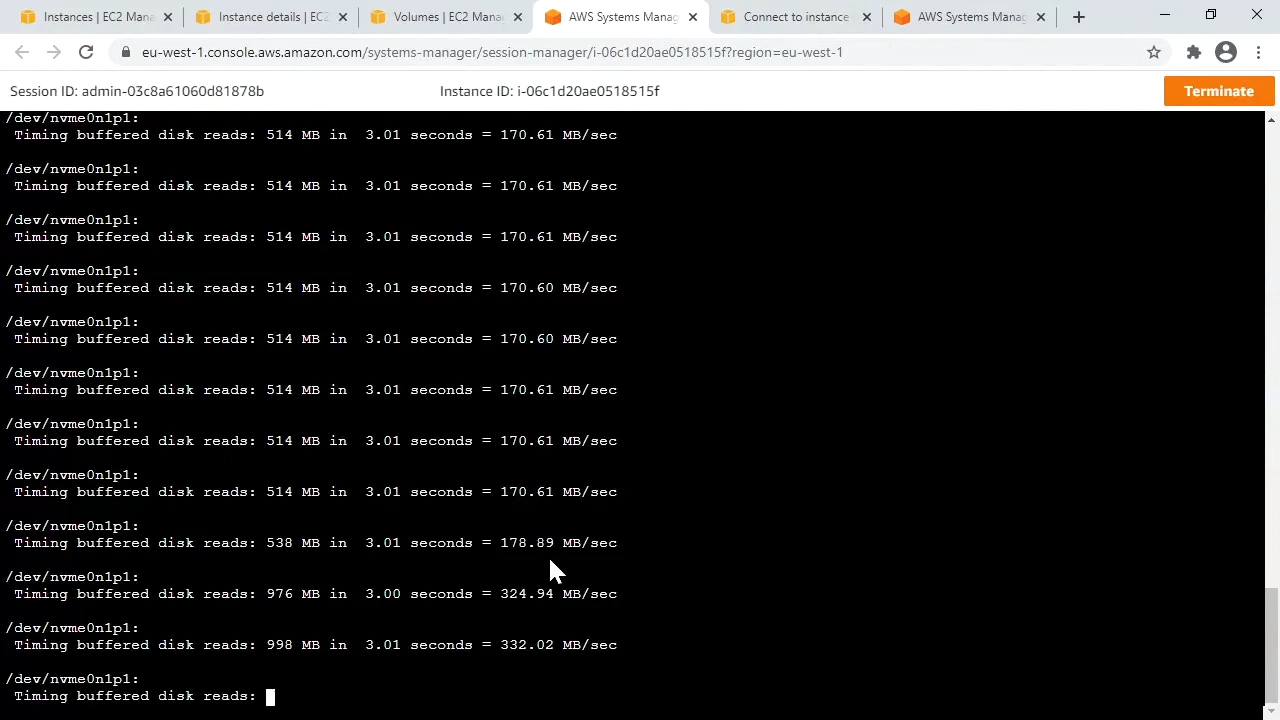 Instances | EC2 Mana
Instance details | EC2
Volumes | EC2 Manag
AWS Systems Manag
Connect to instance
AWS Systems Manag
eu-west-1.console.aws.amazon.com/systems-manager/session-manager/i-06c1d20ae0518515f?region=eu-west-1
Session ID: admin-03c8a61060d81878b
Instance ID: i-06c1d20ae0518515f
Terminate
/dev/nvme0n1p1:
Timing buffered disk reads: 514 MB in  3.01 seconds = 170.61 MB/sec
/dev/nvme0n1p1:
Timing buffered disk reads: 514 MB in  3.01 seconds = 170.61 MB/sec
/dev/nvme0n1p1:
Timing buffered disk reads: 514 MB in  3.01 seconds = 170.61 MB/sec
/dev/nvme0n1p1:
Timing buffered disk reads: 514 MB in  3.01 seconds = 170.60 MB/sec
/dev/nvme0n1p1:
Timing buffered disk reads: 514 MB in  3.01 seconds = 170.60 MB/sec
/dev/nvme0n1p1:
Timing buffered disk reads: 514 MB in  3.01 seconds = 170.61 MB/sec
/dev/nvme0n1p1:
Timing buffered disk reads: 514 MB in  3.01 seconds = 170.61 MB/sec
/dev/nvme0n1p1:
Timing buffered disk reads: 514 MB in  3.01 seconds = 170.61 MB/sec
/dev/nvme0n1p1:
Timing buffered disk reads: 538 MB in  3.01 seconds = 178.89 MB/sec
/dev/nvme0n1p1:
Timing buffered disk reads: 976 MB in  3.00 seconds = 324.94 MB/sec
/dev/nvme0n1p1:
Timing buffered disk reads: 998 MB in  3.01 seconds = 332.02 MB/sec
/dev/nvme0n1p1:
Timing buffered disk reads: